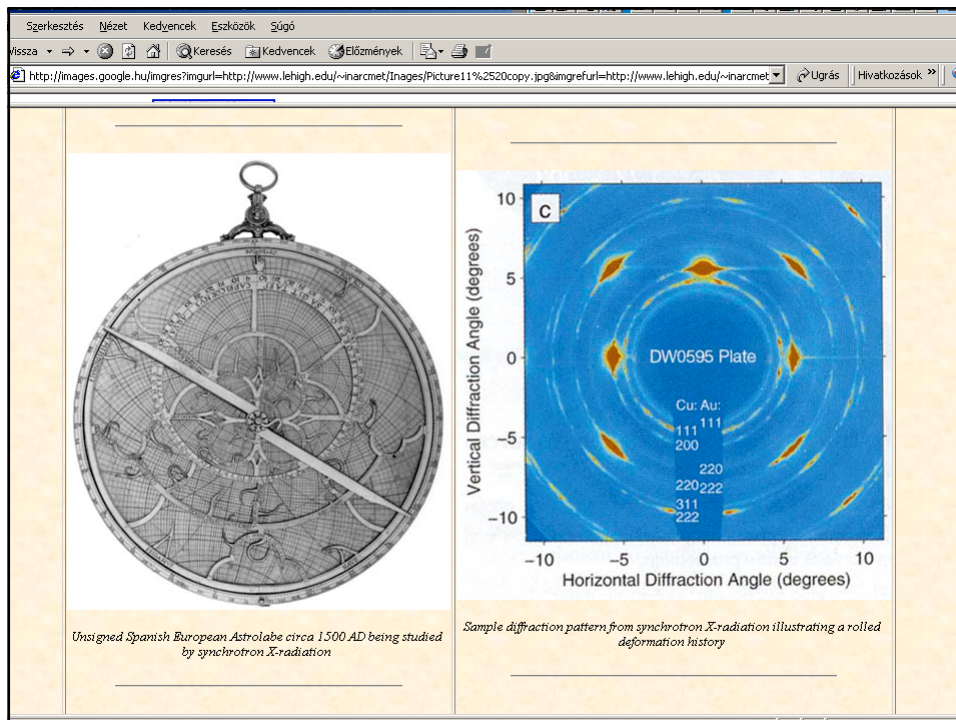 Szerkesztés Nézet Kedvencek Eszközök Súgó
Vissza Keresés Kedvencek Előzmények
http://images.google.hu/imgres?imgurl=http://www.lehigh.edu/~inarcmet/Inages/Picture11%2520copy.jpg&imgrefurl=http://www.lehigh.edu/~inarcmet Ugrás Hivatkozások »
Unsigned Spanish European Astrolabe circa 1500 AD being studied
by synchrotron X-radiation
c
10
5
0
−5
−10
Vertical Diffraction Angle (degrees)
DW0595 Plate
Cu: Au:
111
111
200
220
220
222
311
222
−10 −5 0 5 10
Horizontal Diffraction Angle (degrees)
Sample diffraction pattern from synchrotron X-radiation illustrating a rolled
deformation history